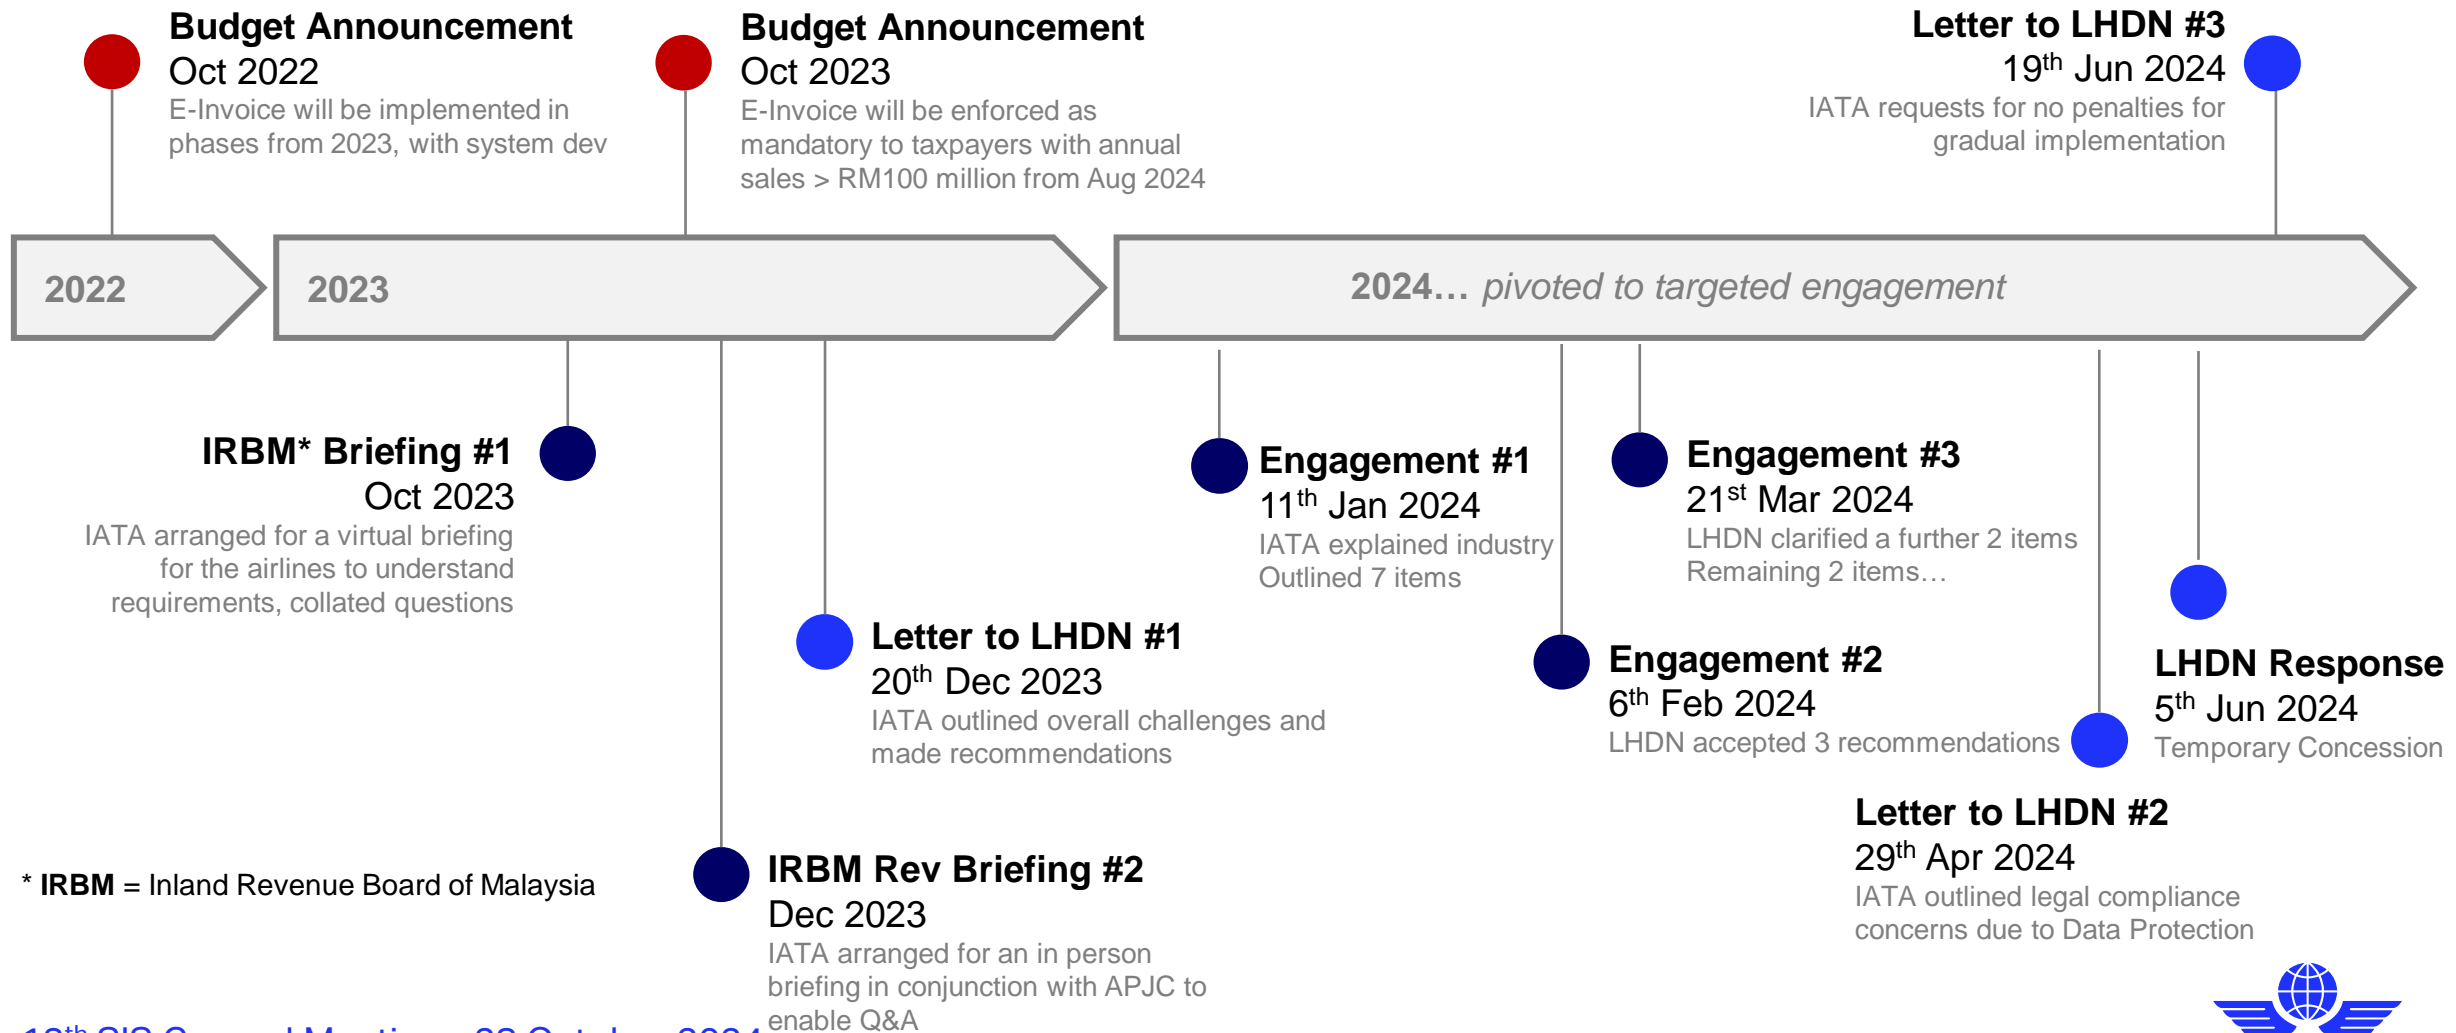 Budget Announcement
Oct 2022
E-Invoice will be implemented in
phases from 2023, with system dev
Budget Announcement
Oct 2023
E-Invoice will be enforced as
mandatory to taxpayers with annual
sales > RM100 million from Aug 2024
Letter to LHDN #3
19th Jun 2024
IATA requests for no penalties for
gradual implementation
2022
2023
2024… pivoted to targeted engagement
IRBM* Briefing #1
Oct 2023
IATA arranged for a virtual briefing
for the airlines to understand
requirements, collated questions
Engagement #1
11th Jan 2024
IATA explained industry
Outlined 7 items
Engagement #3
21st Mar 2024
LHDN clarified a further 2 items
Remaining 2 items…
Letter to LHDN #1
20th Dec 2023
IATA outlined overall challenges and
made recommendations
Engagement #2
6th Feb 2024
LHDN accepted 3 recommendations
LHDN Response
5th Jun 2024
Temporary Concession
Letter to LHDN #2
29th Apr 2024
IATA outlined legal compliance
concerns due to Data Protection
* IRBM = Inland Revenue Board of Malaysia
IRBM Rev Briefing #2
Dec 2023
IATA arranged for an in person
briefing in conjunction with APJC to
enable Q&A
SIS General Meeting October 2024